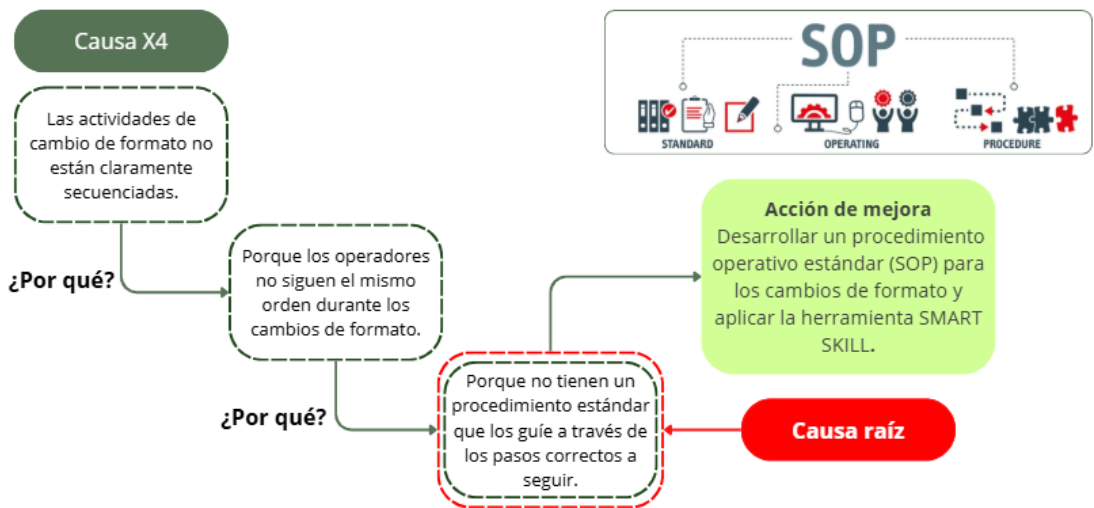 Causa X4
Las actividades de
cambio de formato no
están claramente
secuenciadas.
¿Por qué?
Porque los operadores
no siguen el mismo
orden durante los
cambios de formato.
¿Por qué?
Porque no tienen un
procedimiento estándar
que los guíe a través de
los pasos correctos a
seguir.
Causa raíz
Acción de mejora
Desarrollar un procedimiento
operativo estándar (SOP) para
los cambios de formato y
aplicar la herramienta SMART
SKILL.
SOP
STANDARD
OPERATING
PROCEDURE